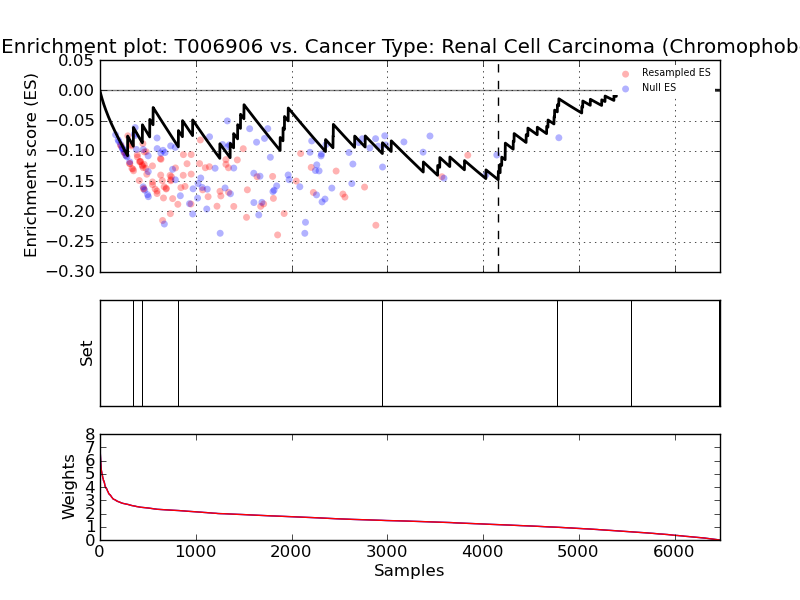 Enrichment plot: T006906 vs. Cancer Type: Renal Cell Carcinoma (Chromophob
0.05
0.00
−0.05
−0.10
−0.15
−0.20
−0.25
−0.30
Enrichment score (ES)
Resampled ES
Null ES
Set
8
7
6
5
4
3
2
1
0
Weights
0 1000 2000 3000 4000 5000 6000
Samples